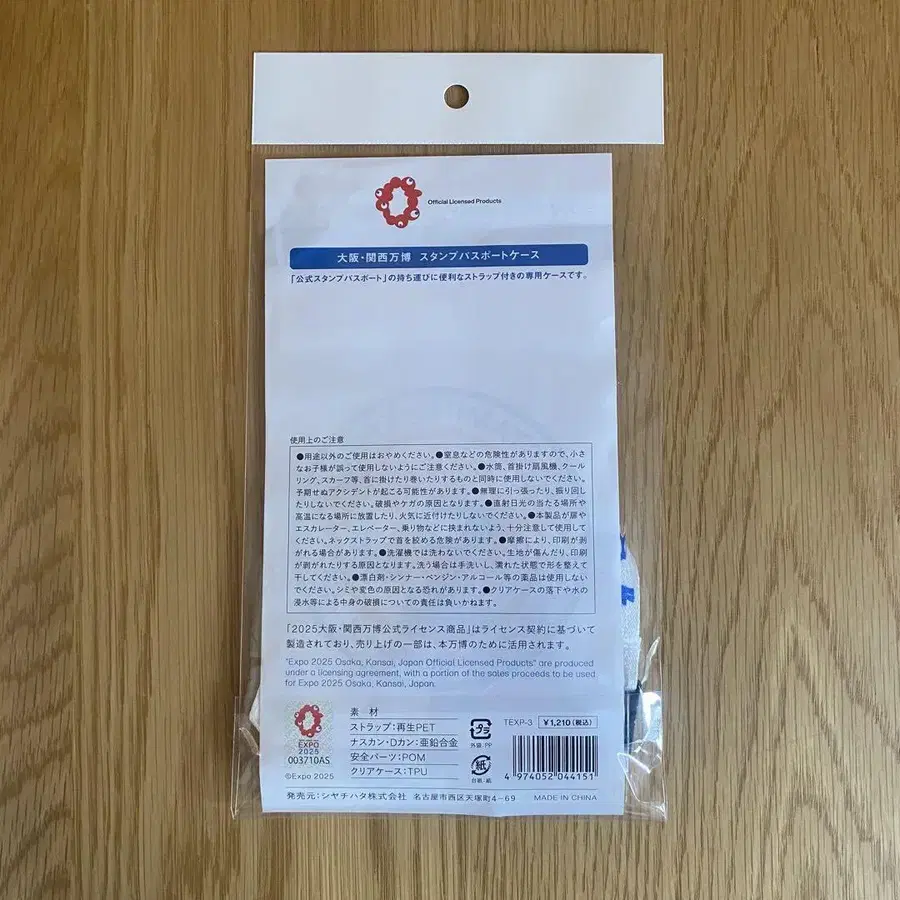 Official Licensed Products
大阪・関西万博 スタンプパスポートケース
「公式スタンプパスポート」の持ち運びに便利なストラップ付きの専用ケースです。
使用上のご注意
●用途以外のご使用はおやめください。●窒息などの危険性がありますので、小さ
なお子様が誤って使用しないようにご注意ください。●水筒、首掛け扇風機、クール
リング、スカーフ等、首に掛けたり巻いたりするものと同時に使用しないでください。
予期せぬアクシデントが起こる可能性があります。●無理に引っ張ったり、振り回し
たりしないでください。破損やケガの原因となります。●直射日光の当たる場所や
高温になる場所に放置したり、火気に近付けたりしないでください。●本製品が扉や
エスカレーター、エレベーター、乗り物などに挟まれないよう、十分注意して使用して
ください。ネックストラップで首を絞める危険があります。●摩擦により、印刷が剥
がれる場合があります。●洗濯機では洗わないでください。生地が傷んだり、印刷
が剥がれたりする原因となります。洗う場合は手洗いし、濡れた状態で形を整えて
干してください。●漂白剤・シンナー・ベンジン・アルコール等の薬品は使用しない
でください。シミや変色の原因となる恐れがあります。●クリアケースの落下や水の
浸水等による中身の破損についての責任は負いかねます。
「2025大阪・関西万博公式ライセンス商品」はライセンス契約に基づいて
製造されており、売り上げの一部は、本万博のために活用されます。
"Expo 2025 Osaka, Kansai, Japan Official Licensed Products" are produced
under a licensing agreement, with a portion of the sales proceeds to be used
for Expo 2025 Osaka, Kansai, Japan.
EXPO
2025
003710AS
©Expo 2025
素 材
ストラップ:再生PET
ナスカン・Dカン:亜鉛合金
安全パーツ:POM
クリアケース:TPU
プラ
外袋:PP
紙
台紙:紙
TEXP-3 ¥1,210(税込)
4 974052 044151
発売元:シヤチハタ株式会社 名古屋市西区天塚町4-69 MADE IN CHINA